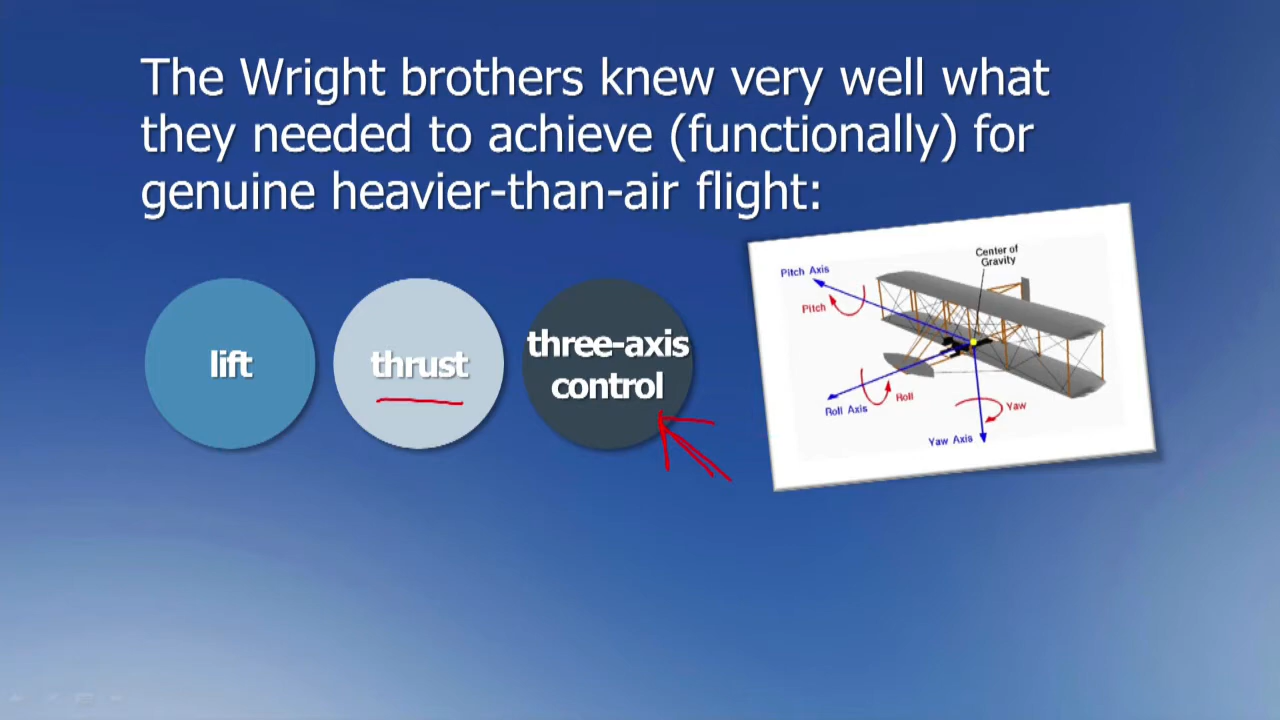 The Wright brothers knew very well what
they needed to achieve (functionally) for
genuine heavier-than-air flight:
lift
thrust
three-axis
control
Center of
Gravity
Pitch Axis
Pitch
Roll Axis
Roll
Yaw
Yaw Axis